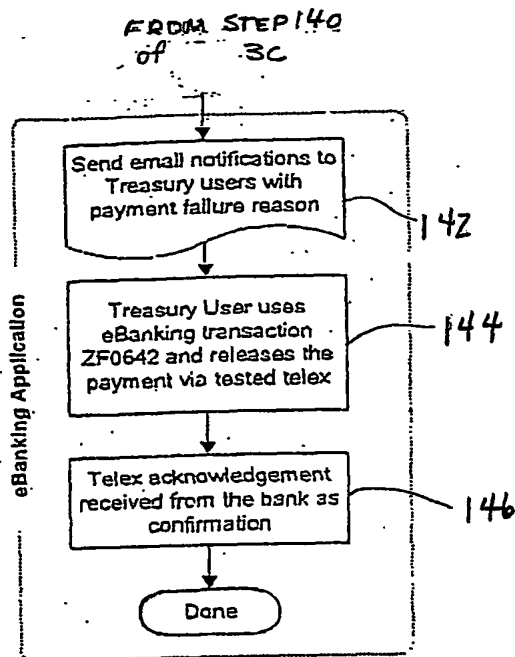 FROM STEP 140
of 3C
Send email notifications to
Treasury users with
payment failure reason
142
Treasury User uses
eBanking transaction
ZF0642 and releases the
payment via tested telex
144
eBanking Application
Telex acknowledgement
received from the bank as
confirmation
146
Done